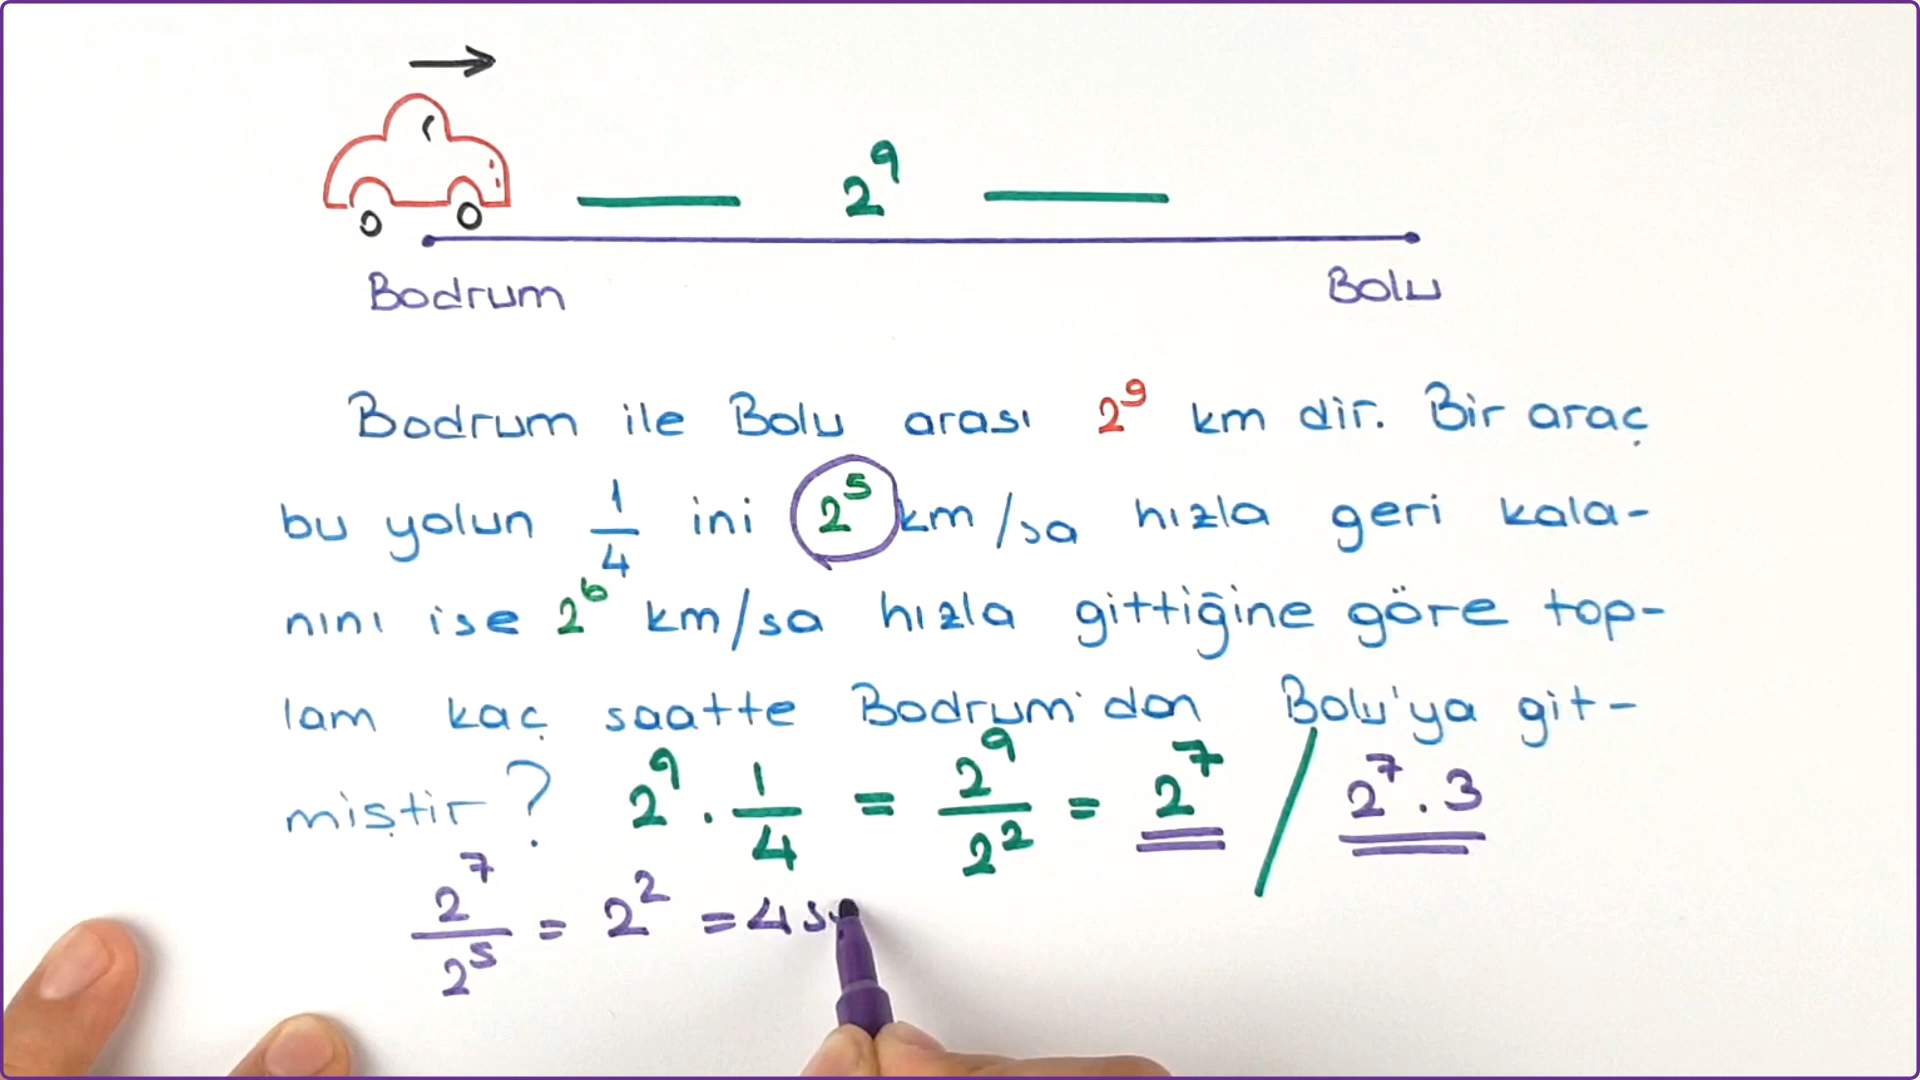 2⁹
Bodrum Bolu
Bodrum ile Bolu arası 2⁹ km dir. Bir araç
bu yolun 1/4 ini 2⁵ km/sa hızla geri kala-
nını ise 2⁶ km/sa hızla gittiğine göre top-
lam kaç saatte Bodrum'dan Bolu'ya git-
miştir? 2⁹ . 1/4 = 2⁹/2² = 2⁷ / 2⁷ . 3
2⁷/2⁵ = 2² = 4